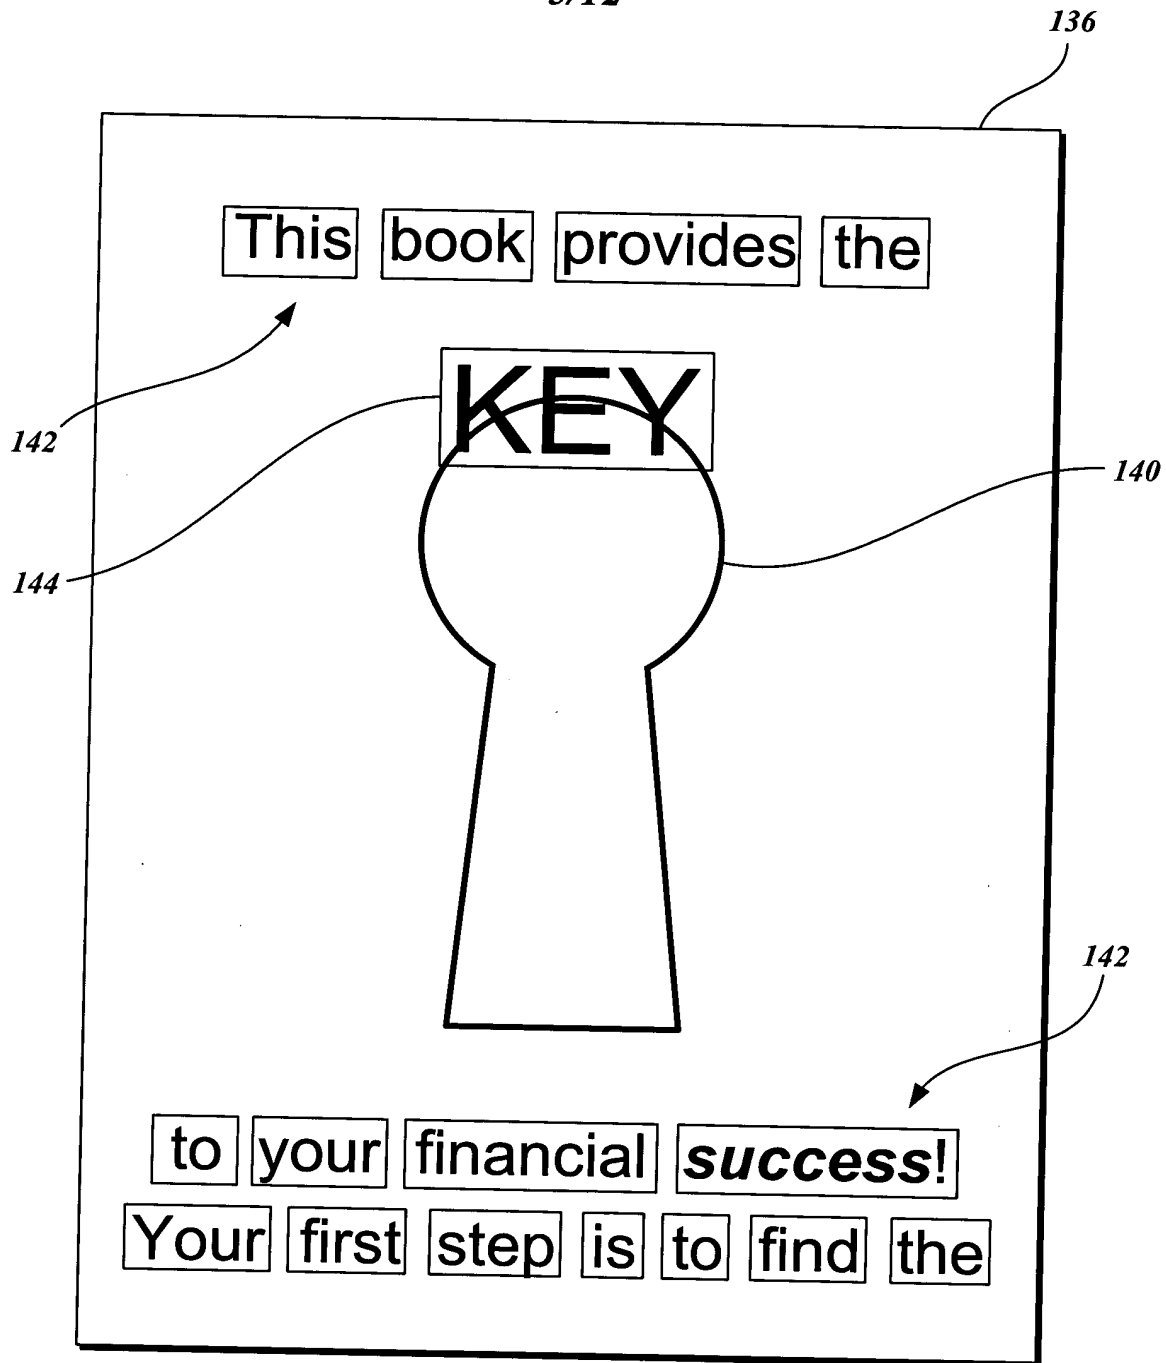 136
This book provides the
KEY
142
140
144
142
to your financial success!
Your first step is to find the